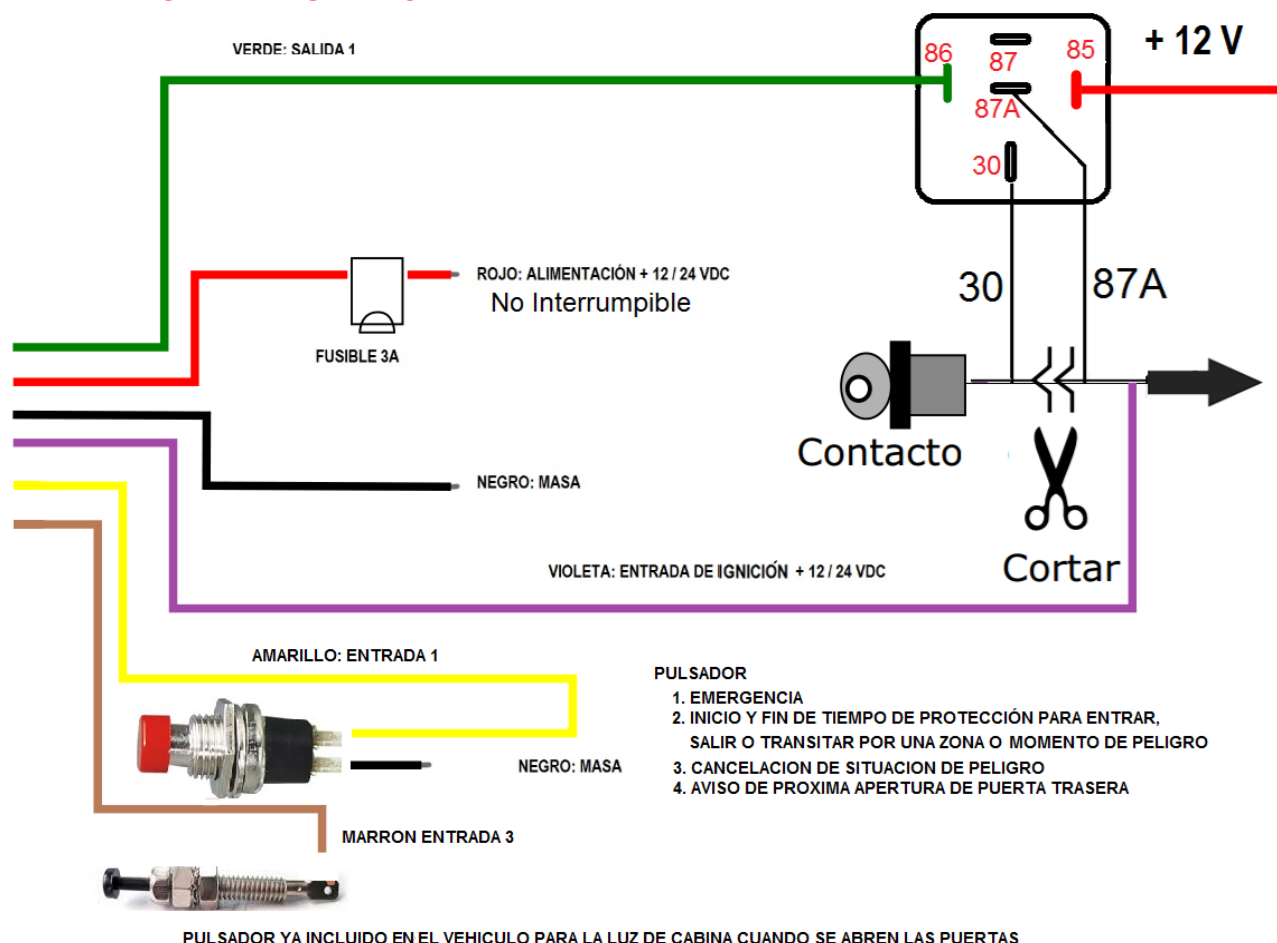 VERDE: SALIDA 1
+ 12 V
86
87
85
87A
30
ROJO: ALIMENTACIÓN + 12 / 24 VDC
No Interrumpible
FUSIBLE 3A
30
87A
Contacto
NEGRO: MASA
Cortar
VIOLETA: ENTRADA DE IGNICIÓN + 12 / 24 VDC
AMARILLO: ENTRADA 1
PULSADOR
1. EMERGENCIA
2. INICIO Y FIN DE TIEMPO DE PROTECCIÓN PARA ENTRAR,
SALIR O TRANSITAR POR UNA ZONA O MOMENTO DE PELIGRO
3. CANCELACION DE SITUACION DE PELIGRO
4. AVISO DE PROXIMA APERTURA DE PUERTA TRASERA
NEGRO: MASA
MARRON ENTRADA 3
PULSADOR YA INCLUIDO EN EL VEHICULO PARA LA LUZ DE CABINA CUANDO SE ABREN LAS PUERTAS